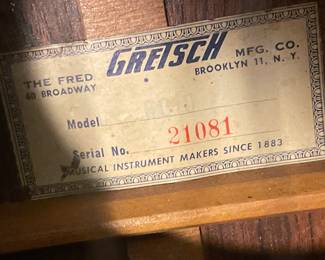 THE FRED GRETSCH MFG. CO.
60 BROADWAY BROOKLYN 11, N. Y.
Model
Serial No. 21081
MUSICAL INSTRUMENT MAKERS SINCE 1883